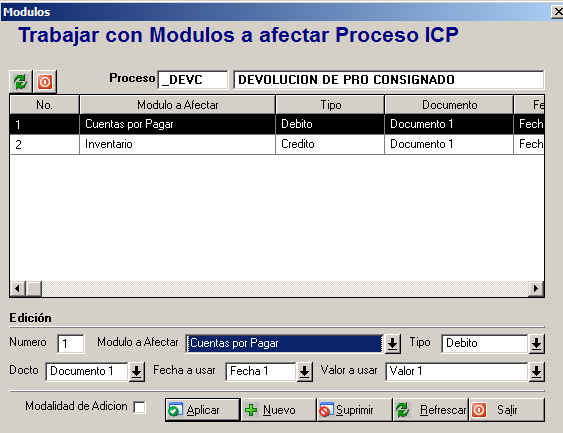 Modulos
Trabajar con Modulos a afectar Proceso ICP
Proceso _DEVC DEVOLUCION DE PRO CONSIGNADO
No. Modulo a Afectar Tipo Documento Fe
1 Cuentas por Pagar Debito Documento 1 Fech
2 Inventario Credito Documento 1 Fech
Edición
Numero 1 Modulo a Afectar Cuentas por Pagar Tipo Debito
Docto Documento 1 Fecha a usar Fecha 1 Valor a usar Valor 1
Modalidad de Adicion Aplicar Nuevo Suprimir Refrescar Salir